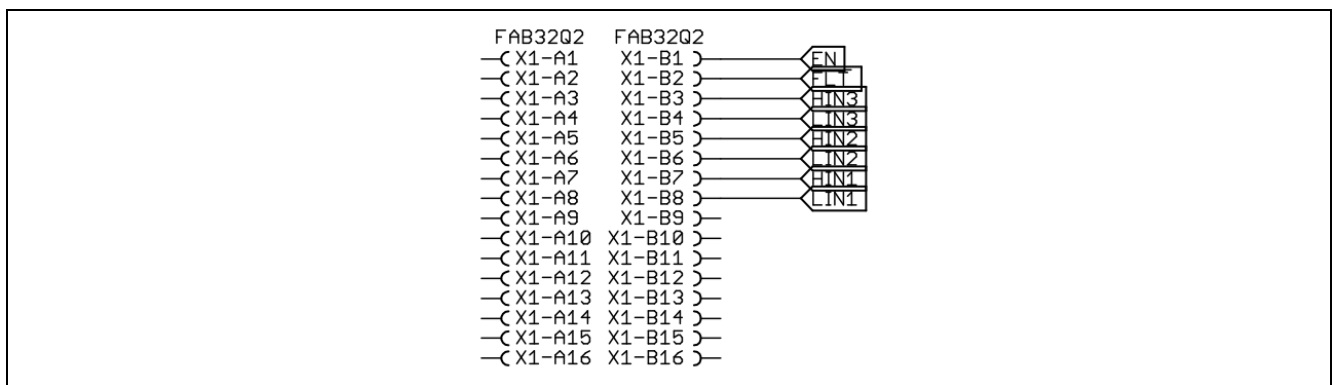 FAB32Q2 FAB32Q2
X1-A1 X1-B1 EN
X1-A2 X1-B2 FLT
X1-A3 X1-B3 HIN3
X1-A4 X1-B4 LIN3
X1-A5 X1-B5 HIN2
X1-A6 X1-B6 LIN2
X1-A7 X1-B7 HIN1
X1-A8 X1-B8 LIN1
X1-A9 X1-B9
X1-A10 X1-B10
X1-A11 X1-B11
X1-A12 X1-B12
X1-A13 X1-B13
X1-A14 X1-B14
X1-A15 X1-B15
X1-A16 X1-B16